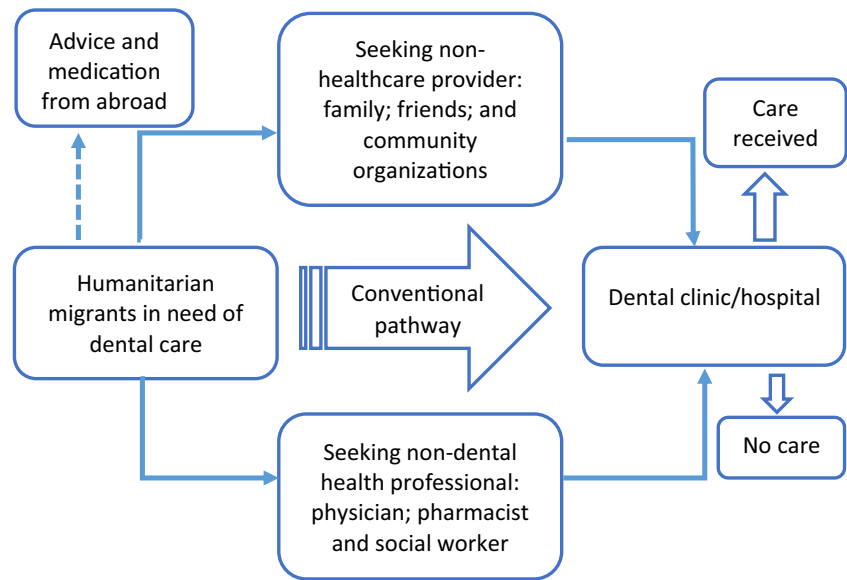 Advice and
medication
from abroad
Seeking non-
healthcare provider:
family; friends; and
community
organizations
Care
received
Humanitarian
migrants in need of
dental care
Conventional
pathway
Dental clinic/hospital
Seeking non-dental
health professional:
physician; pharmacist
and social worker
No care